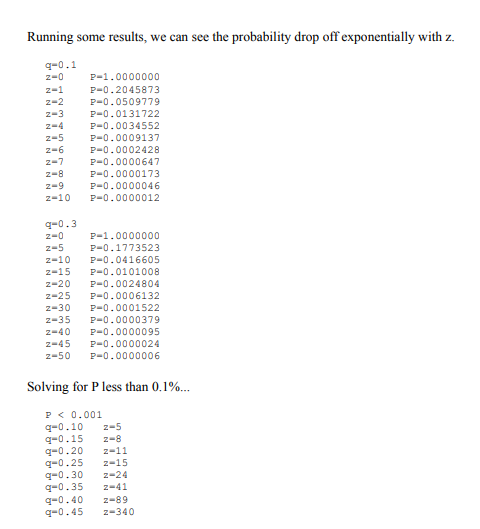 Running some results, we can see the probability drop off exponentially with z.
q=0.1
z=0 P=1.0000000
z=1 P=0.2045873
z=2 P=0.0509779
z=3 P=0.0131722
z=4 P=0.0034552
z=5 P=0.0009137
z=6 P=0.0002428
z=7 P=0.0000647
z=8 P=0.0000173
z=9 P=0.0000046
z=10 P=0.0000012
q=0.3
z=0 P=1.0000000
z=5 P=0.1773523
z=10 P=0.0416605
z=15 P=0.0101008
z=20 P=0.0024804
z=25 P=0.0006132
z=30 P=0.0001522
z=35 P=0.0000379
z=40 P=0.0000095
z=45 P=0.0000024
z=50 P=0.0000006
Solving for P less than 0.1%...
P < 0.001
q=0.10 z=5
q=0.15 z=8
q=0.20 z=11
q=0.25 z=15
q=0.30 z=24
q=0.35 z=41
q=0.40 z=89
q=0.45 z=340